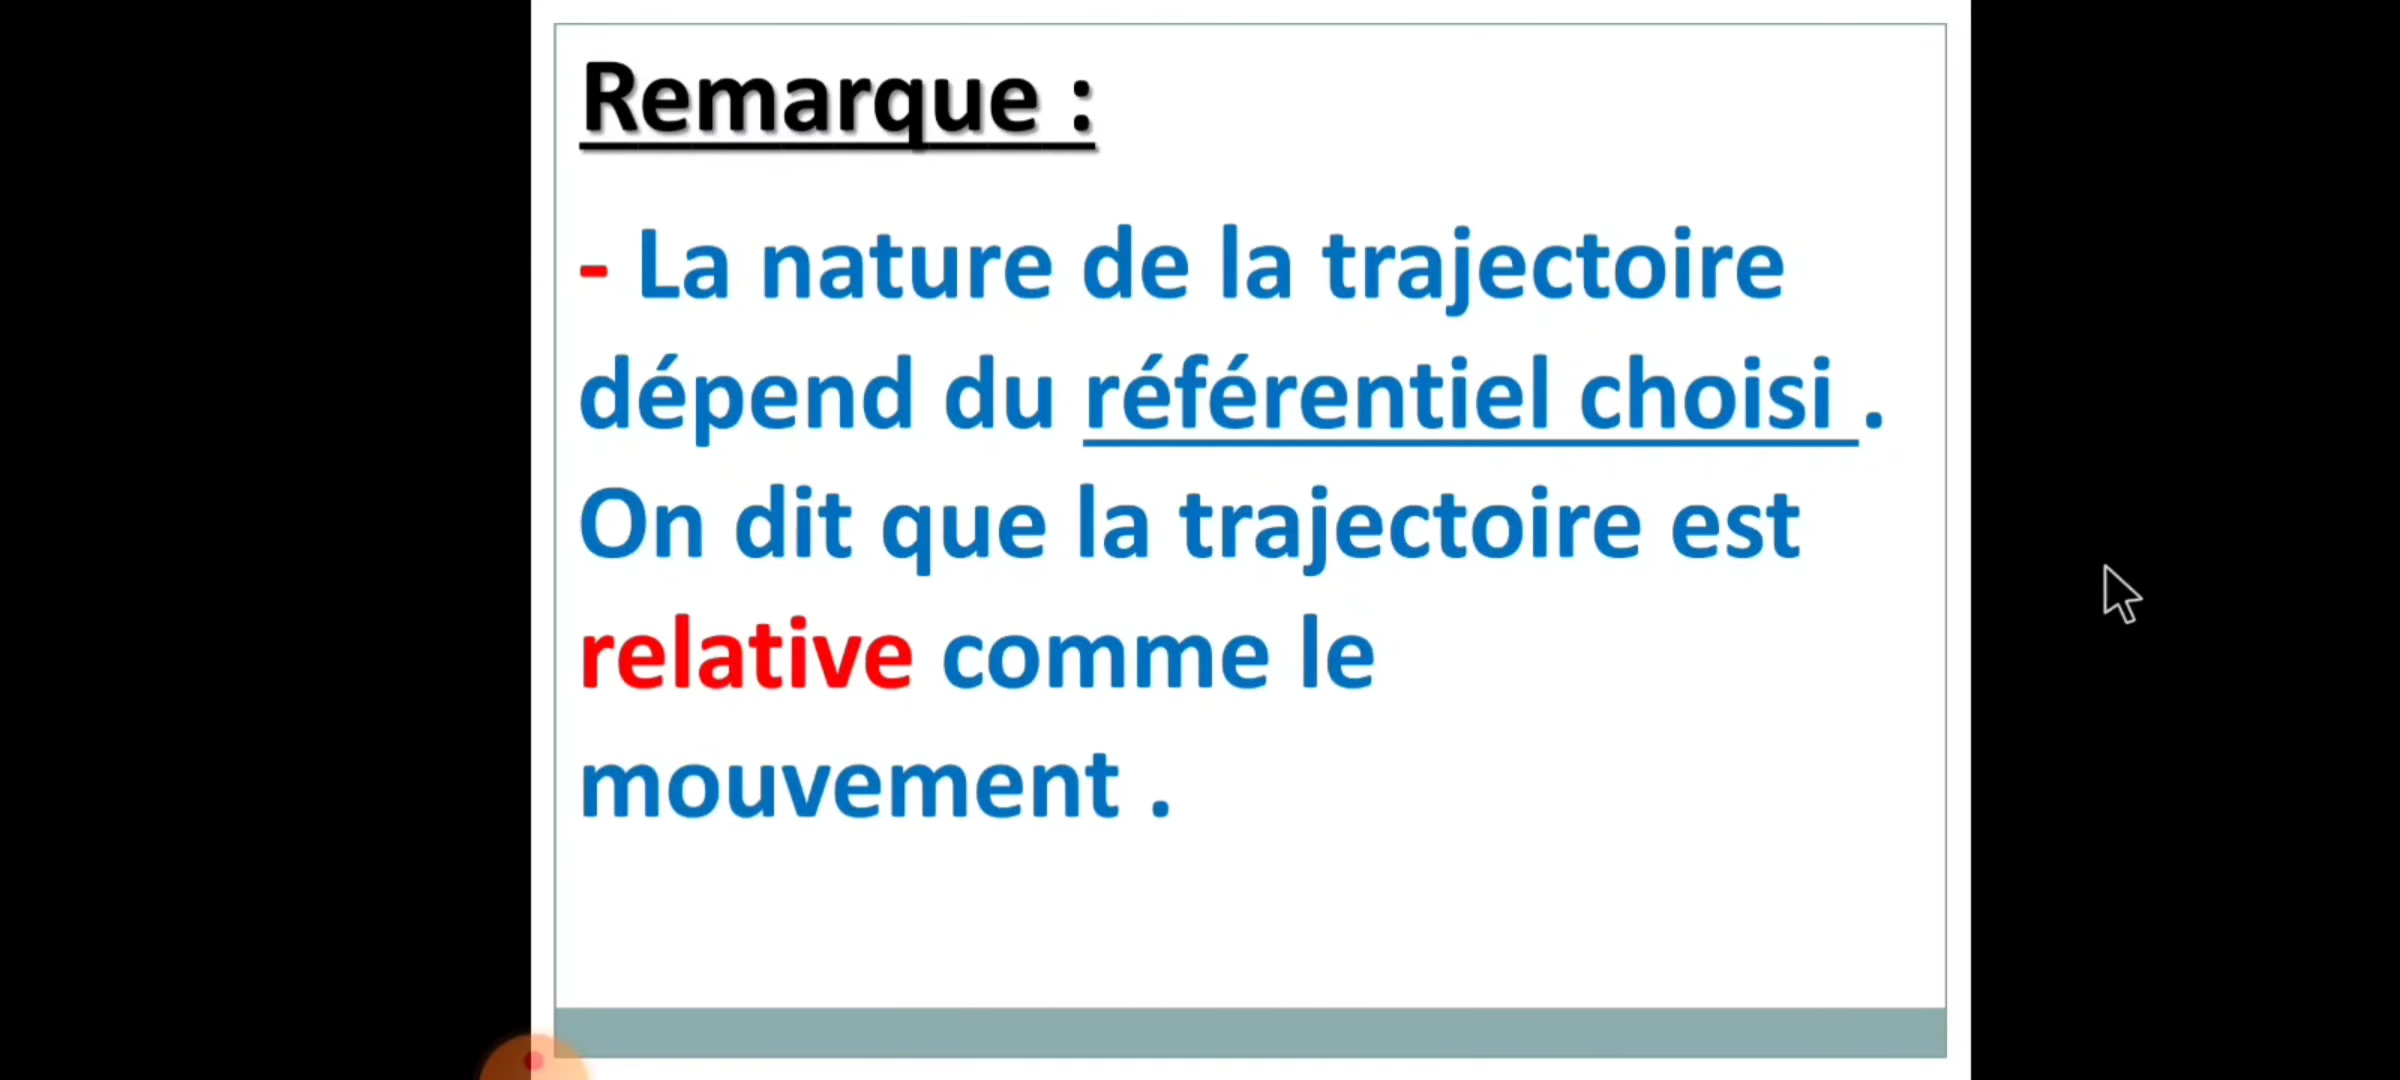 Remarque :
- La nature de la trajectoire
dépend du référentiel choisi .
On dit que la trajectoire est
relative comme le
mouvement .